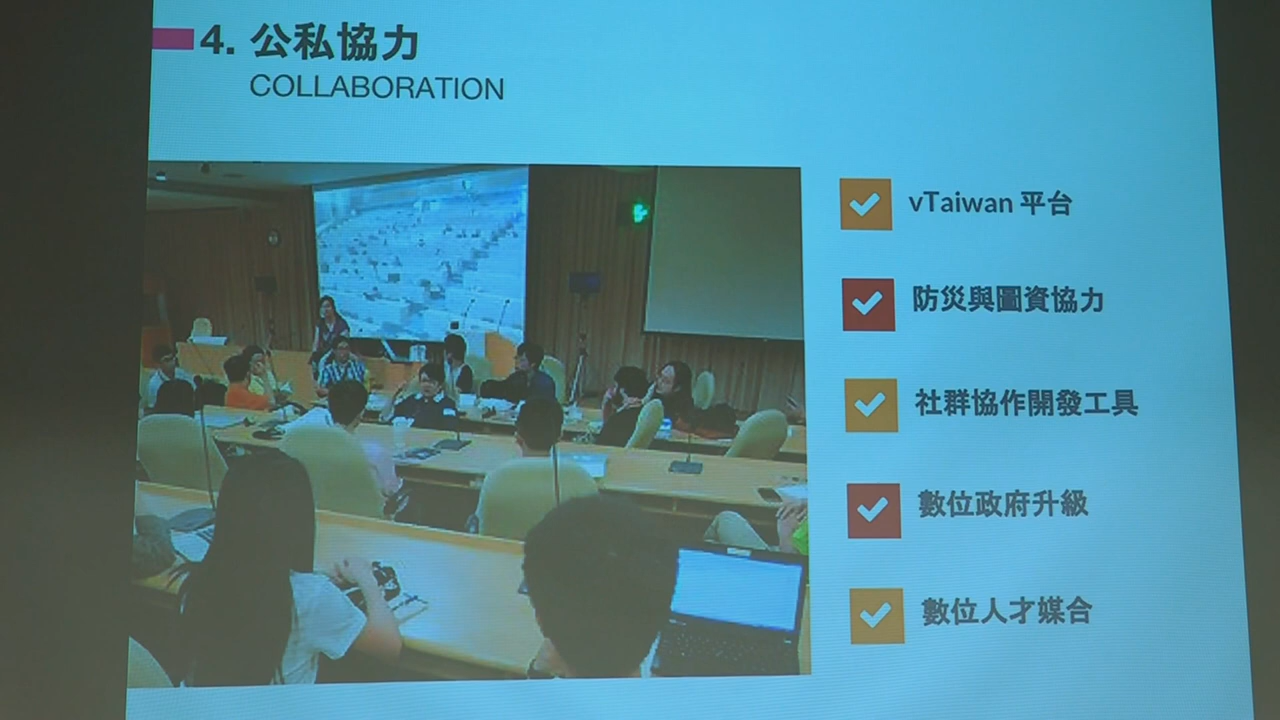 4. 公私協力
COLLABORATION
vTaiwan 平台
防災與圖資協力
社群協作開發工具
數位政府升級
數位人才媒合